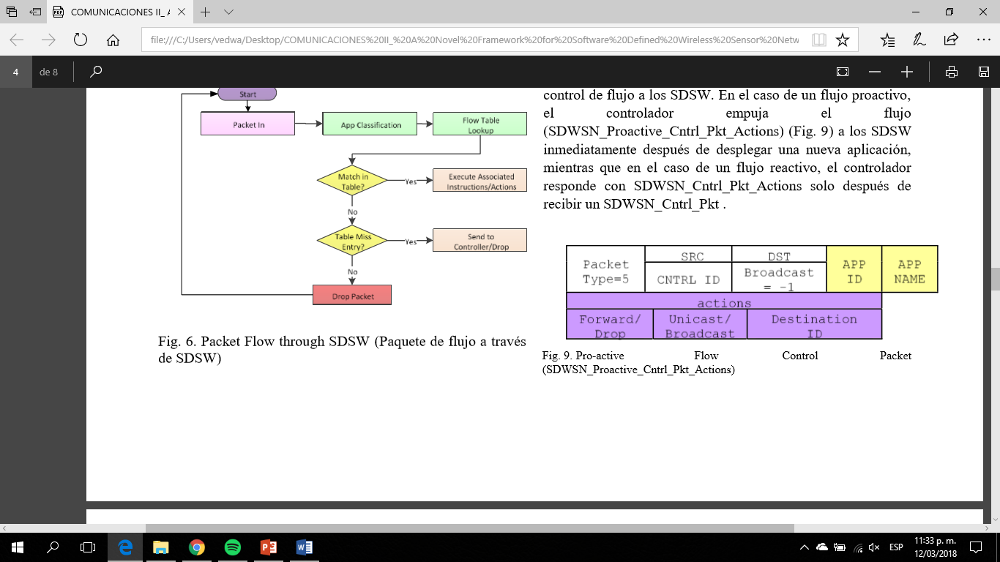 COMUNICACIONES II_ A
file:///C:/Users/vedwa/Desktop/COMUNICACIONES%20II_%20A%20Novel%20Framework%20for%20Software%20Defined%20Wireless%20Sensor%20Netw
4 de 8
Start
Packet In
App Classification
Flow Table
Lookup
Match in
Table?
Yes
Execute Associated
Instructions/Actions
No
Table Miss
Entry?
Yes
Send to
Controller/Drop
No
Drop Packet
Fig. 6. Packet Flow through SDSW (Paquete de flujo a través
de SDSW)
control de flujo a los SDSW. En el caso de un flujo proactivo,
el controlador empuja el flujo
(SDWSN_Proactive_Cntrl_Pkt_Actions) (Fig. 9) a los SDSW
inmediatamente después de desplegar una nueva aplicación,
mientras que en el caso de un flujo reactivo, el controlador
responde con SDWSN_Cntrl_Pkt_Actions solo después de
recibir un SDWSN_Cntrl_Pkt .
Packet
Type=5
SRC
CNTRL ID
DST
Broadcast
= -1
APP
ID
APP
NAME
actions
Forward/
Drop
Unicast/
Broadcast
Destination
ID
Fig. 9. Pro-active Flow Control Packet
(SDWSN_Proactive_Cntrl_Pkt_Actions)
ESP
11:33 p. m.
12/03/2018